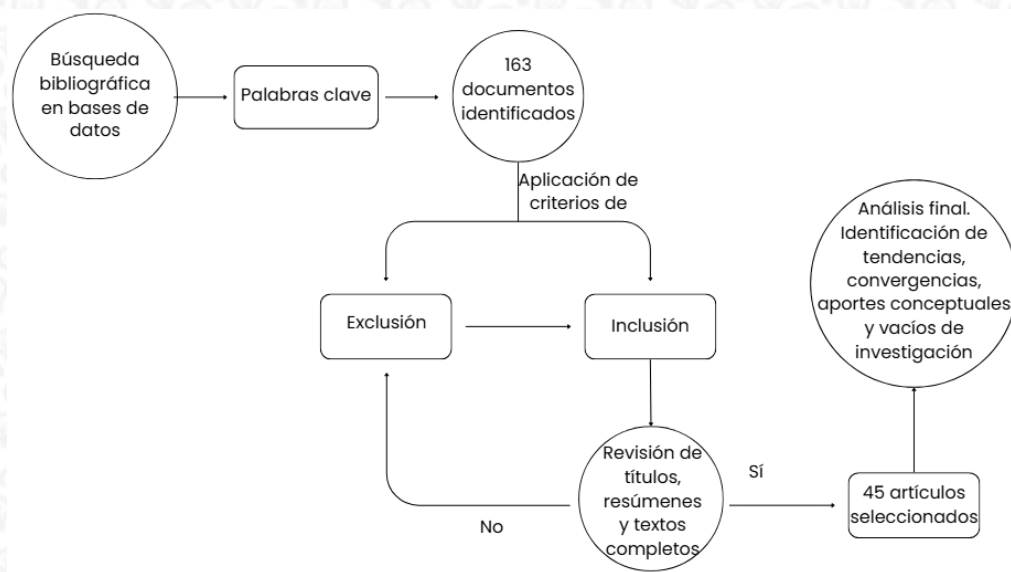 Búsqueda
bibliográfica
en bases de
datos
Palabras clave
163
documentos
identificados
Aplicación de
criterios de
Exclusión
Inclusión
Análisis final.
Identificación de
tendencias,
convergencias,
aportes conceptuales
y vacíos de
investigación
Revisión de
títulos,
resúmenes
y textos
completos
Sí
No
45 artículos
seleccionados